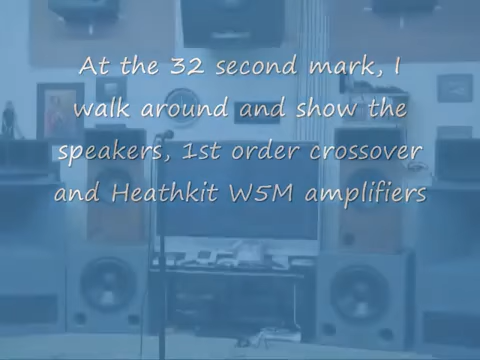 At the 32 second mark, I
walk around and show the
speakers, 1st order crossover
and Heathkit W5M amplifiers